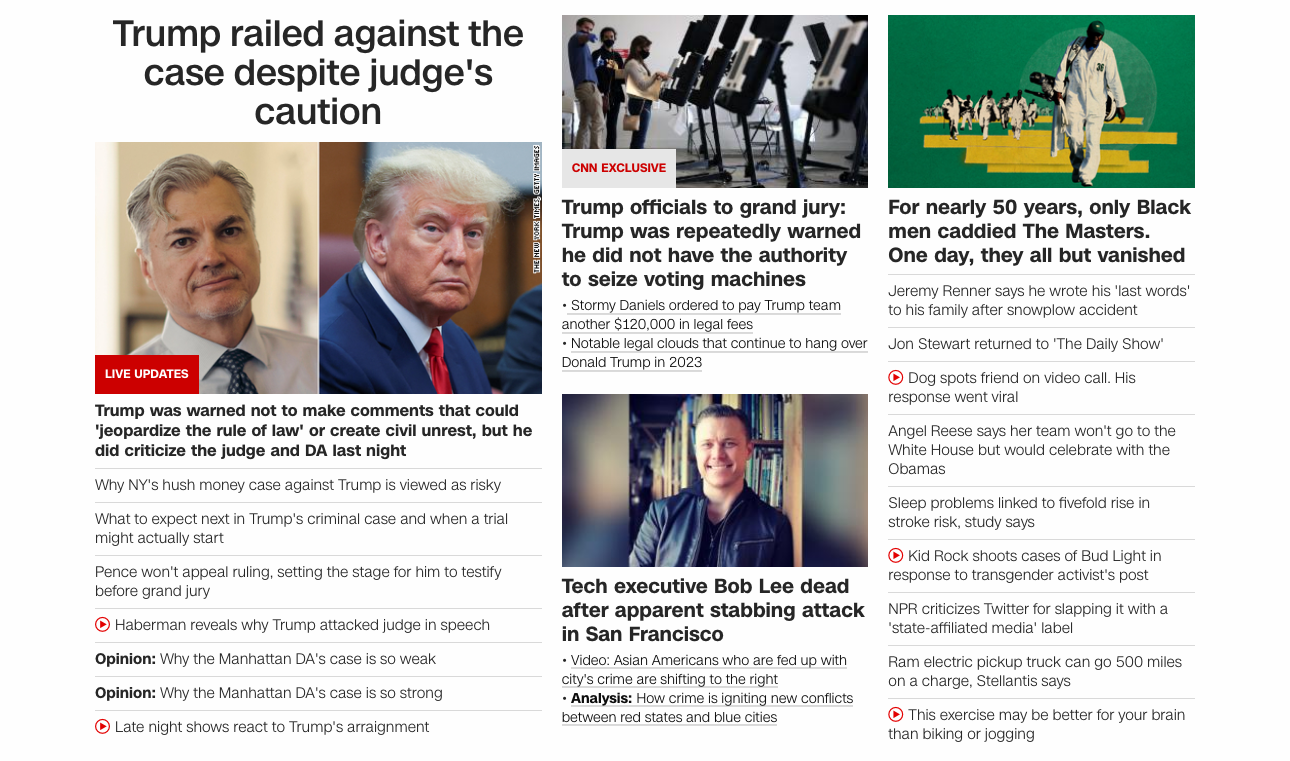 Trump railed against the
case despite judge's
caution
THE NEW YORK TIMES, GETTY IMAGES
LIVE UPDATES
Trump was warned not to make comments that could
'jeopardize the rule of law' or create civil unrest, but he
did criticize the judge and DA last night
Why NY's hush money case against Trump is viewed as risky
What to expect next in Trump's criminal case and when a trial
might actually start
Pence won't appeal ruling, setting the stage for him to testify
before grand jury
Haberman reveals why Trump attacked judge in speech
Opinion: Why the Manhattan DA's case is so weak
Opinion: Why the Manhattan DA's case is so strong
Late night shows react to Trump's arraignment
CNN EXCLUSIVE
Trump officials to grand jury:
Trump was repeatedly warned
he did not have the authority
to seize voting machines
• Stormy Daniels ordered to pay Trump team
another $120,000 in legal fees
• Notable legal clouds that continue to hang over
Donald Trump in 2023
Tech executive Bob Lee dead
after apparent stabbing attack
in San Francisco
• Video: Asian Americans who are fed up with
city's crime are shifting to the right
• Analysis: How crime is igniting new conflicts
between red states and blue cities
36
For nearly 50 years, only Black
men caddied The Masters.
One day, they all but vanished
Jeremy Renner says he wrote his 'last words'
to his family after snowplow accident
Jon Stewart returned to 'The Daily Show'
Dog spots friend on video call. His
response went viral
Angel Reese says her team won't go to the
White House but would celebrate with the
Obamas
Sleep problems linked to fivefold rise in
stroke risk, study says
Kid Rock shoots cases of Bud Light in
response to transgender activist's post
NPR criticizes Twitter for slapping it with a
'state-affiliated media' label
Ram electric pickup truck can go 500 miles
on a charge, Stellantis says
This exercise may be better for your brain
than biking or jogging